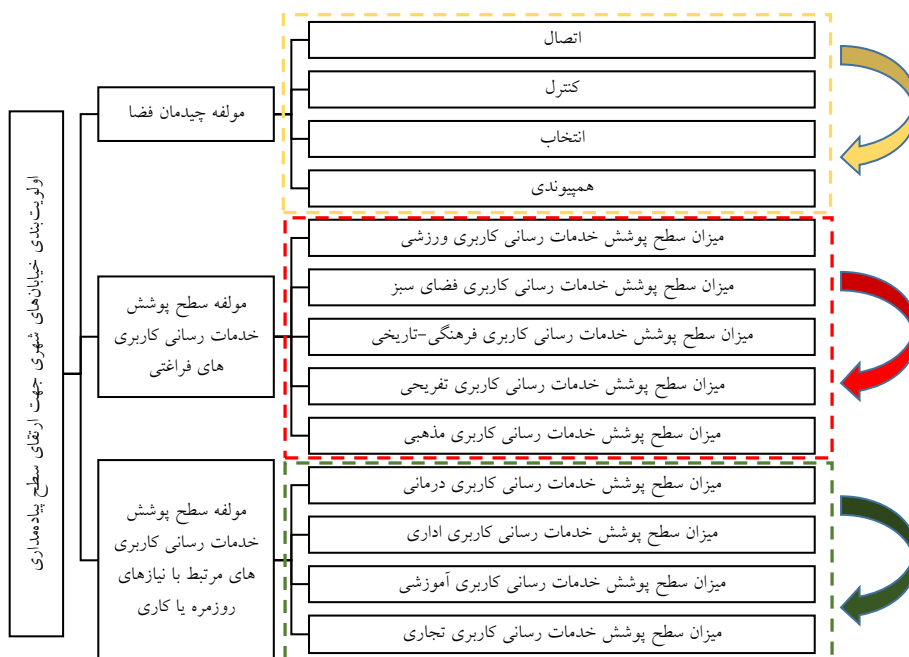 اولویت‌بندی خیابان‌های شهری جهت ارتقای سطح پیاده‌مداری
مولفه چیدمان فضا
اتصال
کنترل
انتخاب
همپیوندی
مولفه سطح پوشش
خدمات رسانی کاربری
های فراغتی
میزان سطح پوشش خدمات رسانی کاربری ورزشی
میزان سطح پوشش خدمات رسانی کاربری فضای سبز
میزان سطح پوشش خدمات رسانی کاربری فرهنگی-تاریخی
میزان سطح پوشش خدمات رسانی کاربری تفریحی
میزان سطح پوشش خدمات رسانی کاربری مذهبی
مولفه سطح پوشش
خدمات رسانی کاربری
های مرتبط با نیازهای
روزمره یا کاری
میزان سطح پوشش خدمات رسانی کاربری درمانی
میزان سطح پوشش خدمات رسانی کاربری اداری
میزان سطح پوشش خدمات رسانی کاربری آموزشی
میزان سطح پوشش خدمات رسانی کاربری تجاری